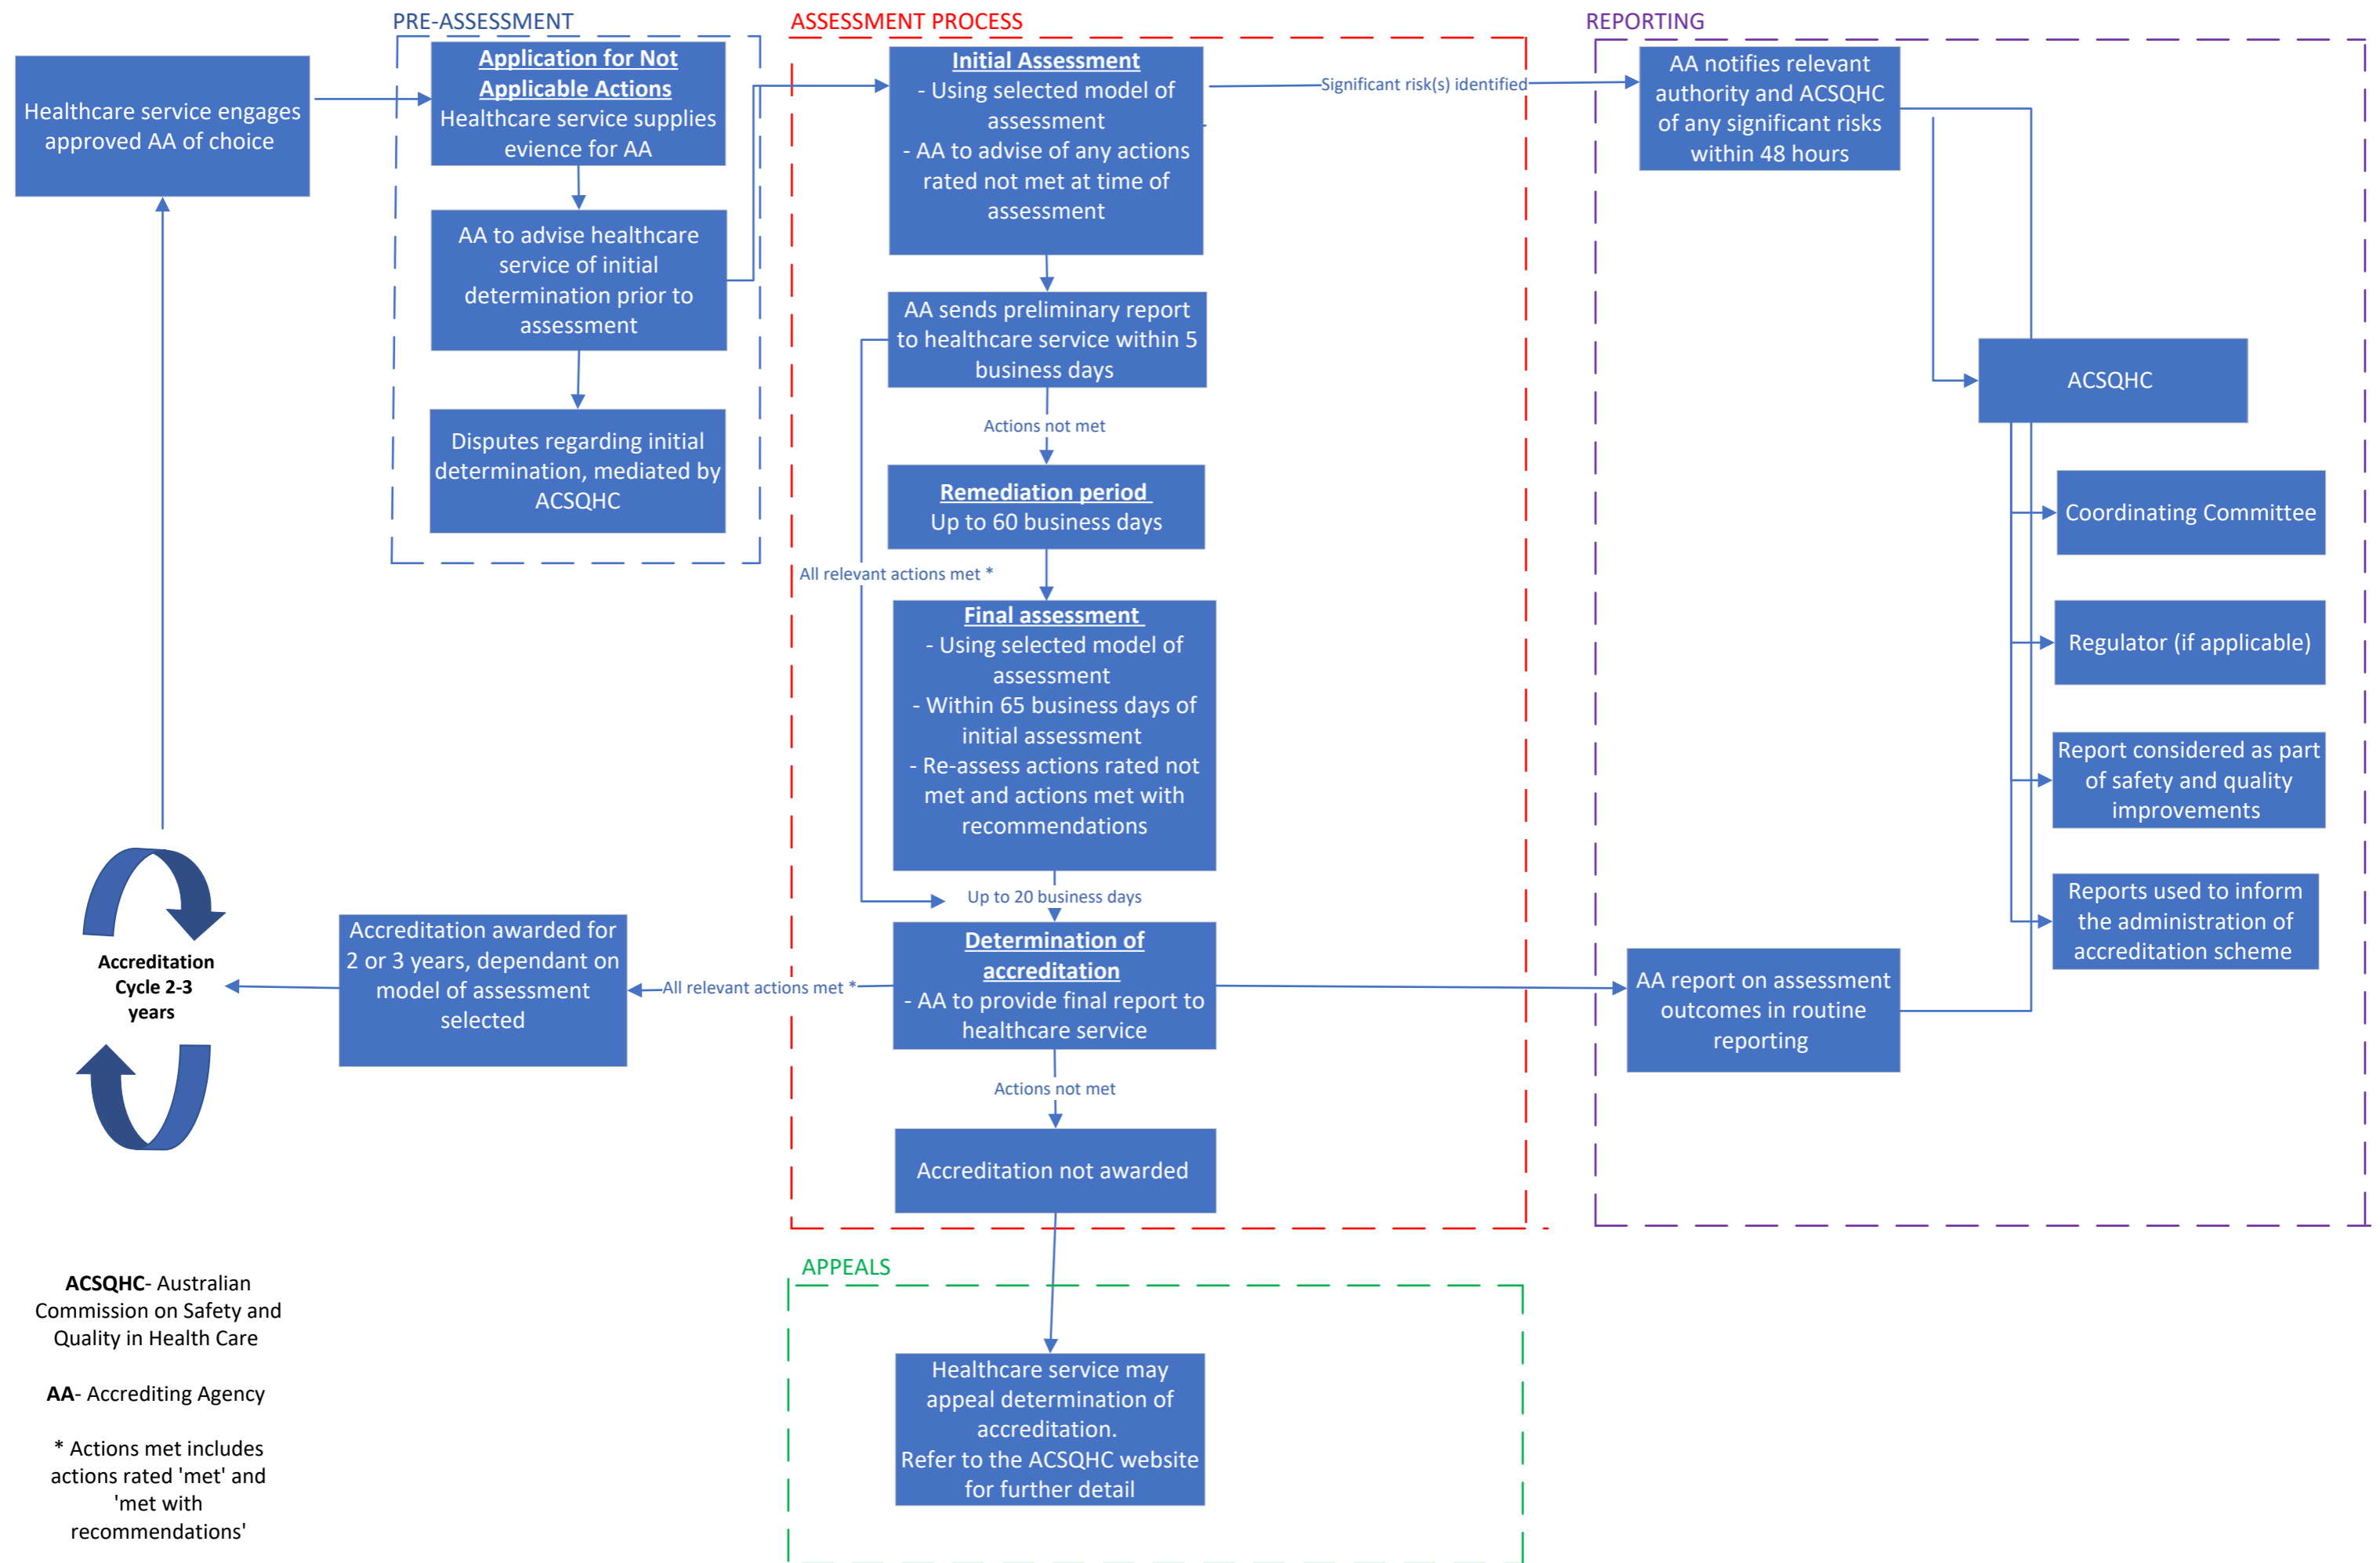 PRE-ASSESSMENT
ASSESSMENT PROCESS
REPORTING
Healthcare service engages
approved AA of choice
Application for Not
Applicable Actions
Healthcare service supplies
evience for AA
AA to advise healthcare
service of initial
determination prior to
assessment
Disputes regarding initial
determination, mediated by
ACSQHC
Initial Assessment
- Using selected model of
assessment
- AA to advise of any actions
rated not met at time of
assessment
Significant risk(s) identified
AA sends preliminary report
to healthcare service within 5
business days
Actions not met
Remediation period
Up to 60 business days
All relevant actions met *
Final assessment
- Using selected model of
assessment
- Within 65 business days of
initial assessment
- Re-assess actions rated not
met and actions met with
recommendations
Up to 20 business days
Determination of
accreditation
- AA to provide final report to
healthcare service
All relevant actions met *
Accreditation awarded for
2 or 3 years, dependant on
model of assessment
selected
Accreditation
Cycle 2-3
years
Actions not met
Accreditation not awarded
AA notifies relevant
authority and ACSQHC
of any significant risks
within 48 hours
ACSQHC
Coordinating Committee
Regulator (if applicable)
Report considered as part
of safety and quality
improvements
Reports used to inform
the administration of
accreditation scheme
AA report on assessment
outcomes in routine
reporting
APPEALS
Healthcare service may
appeal determination of
accreditation.
Refer to the ACSQHC website
for further detail
ACSQHC- Australian
Commission on Safety and
Quality in Health Care
AA- Accrediting Agency
* Actions met includes
actions rated 'met' and
'met with
recommendations'